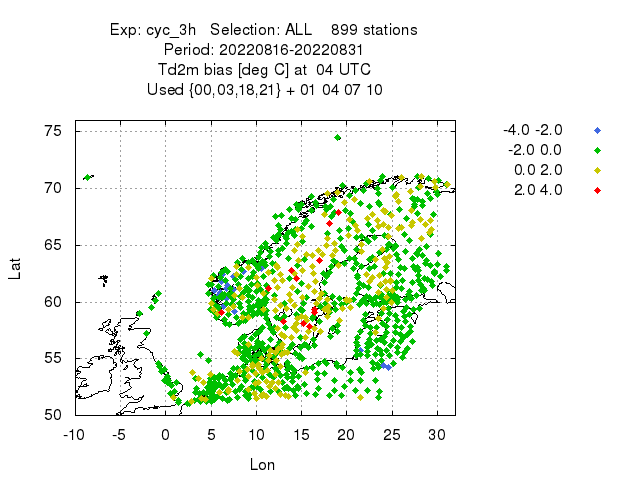 Exp: cyc_3h Selection: ALL 899 stations
Period: 20220816-20220831
Td2m bias [deg C] at 04 UTC
Used {00,03,18,21} + 01 04 07 10
-4.0 -2.0
-2.0 0.0
0.0 2.0
2.0 4.0
75
70
65
60
55
50
Lat
-10 -5 0 5 10 15 20 25 30
Lon